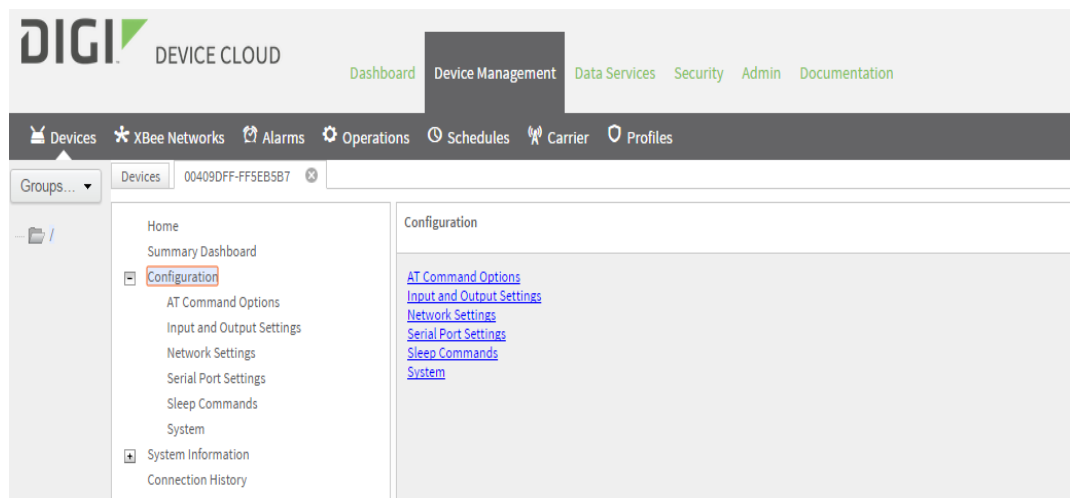 DIGI DEVICE CLOUD
Dashboard Device Management Data Services Security Admin Documentation
Devices XBee Networks Alarms Operations Schedules Carrier Profiles
Groups...
Devices 00409DFF-FF5EB5B7
/
Home
Summary Dashboard
Configuration
AT Command Options
Input and Output Settings
Network Settings
Serial Port Settings
Sleep Commands
System
System Information
Connection History
Configuration
AT Command Options
Input and Output Settings
Network Settings
Serial Port Settings
Sleep Commands
System